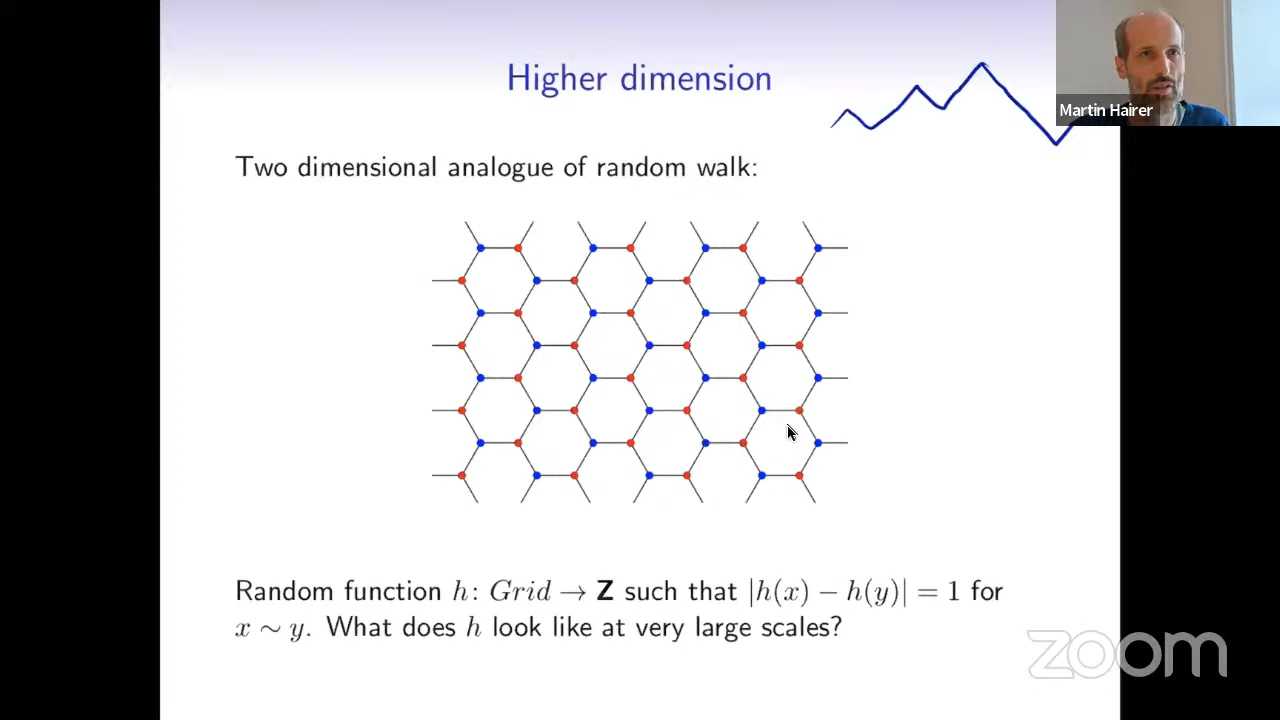 Higher dimension
Martin Hairer
Two dimensional analogue of random walk:
Random function h: Grid → Z such that |h(x) − h(y)| = 1 for
x ∼ y. What does h look like at very large scales?
zoom